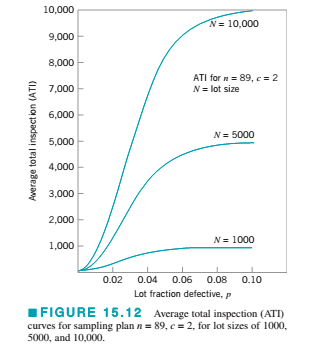 10,000
9,000
8,000
7,000
6,000
5,000
4,000
3,000
2,000
1,000
Average total inspection (ATI)
N = 10,000
ATI for n = 89, c = 2
N = lot size
N = 5000
N = 1000
0.02 0.04 0.06 0.08 0.10
Lot fraction defective, p
■ FIGURE 15.12 Average total inspection (ATI)
curves for sampling plan n = 89, c = 2, for lot sizes of 1000,
5000, and 10,000.